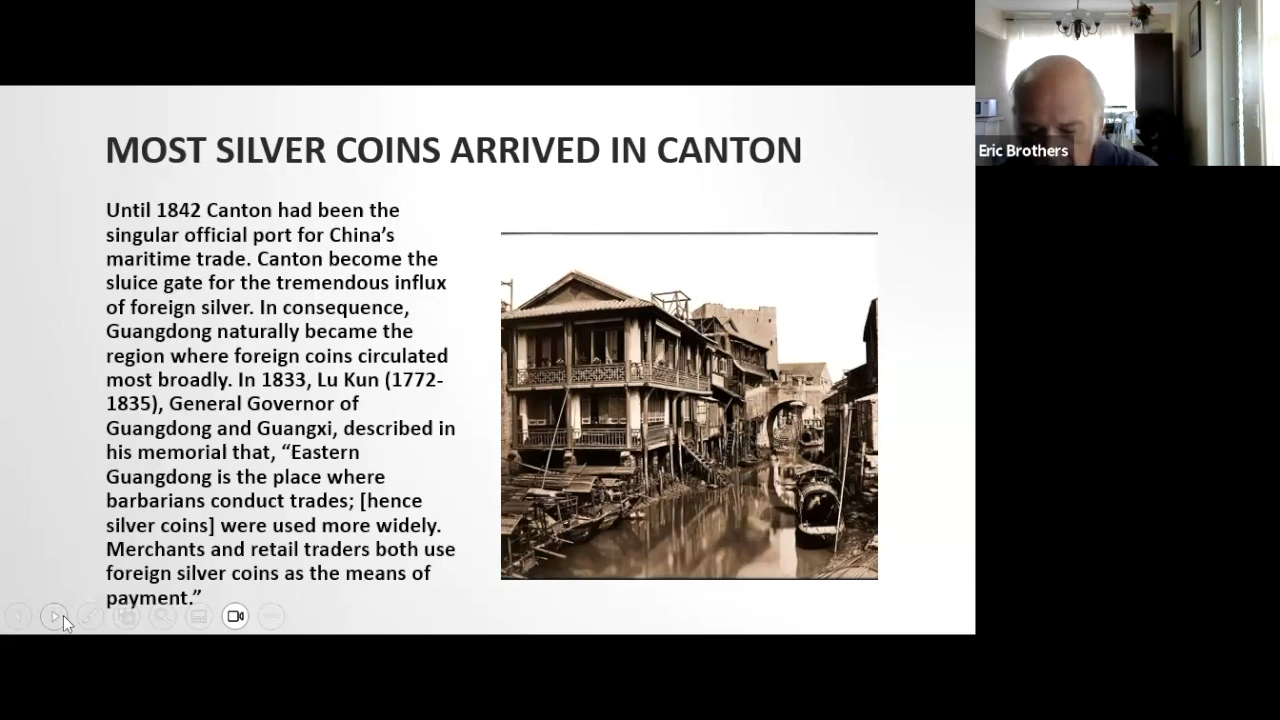 MOST SILVER COINS ARRIVED IN CANTON
Until 1842 Canton had been the
singular official port for China's
maritime trade. Canton become the
sluice gate for the tremendous influx
of foreign silver. In consequence,
Guangdong naturally became the
region where foreign coins circulated
most broadly. In 1833, Lu Kun (1772-
1835), General Governor of
Guangdong and Guangxi, described in
his memorial that, “Eastern
Guangdong is the place where
barbarians conduct trades; [hence
silver coins] were used more widely.
Merchants and retail traders both use
foreign silver coins as the means of
payment.”
Eric Brothers